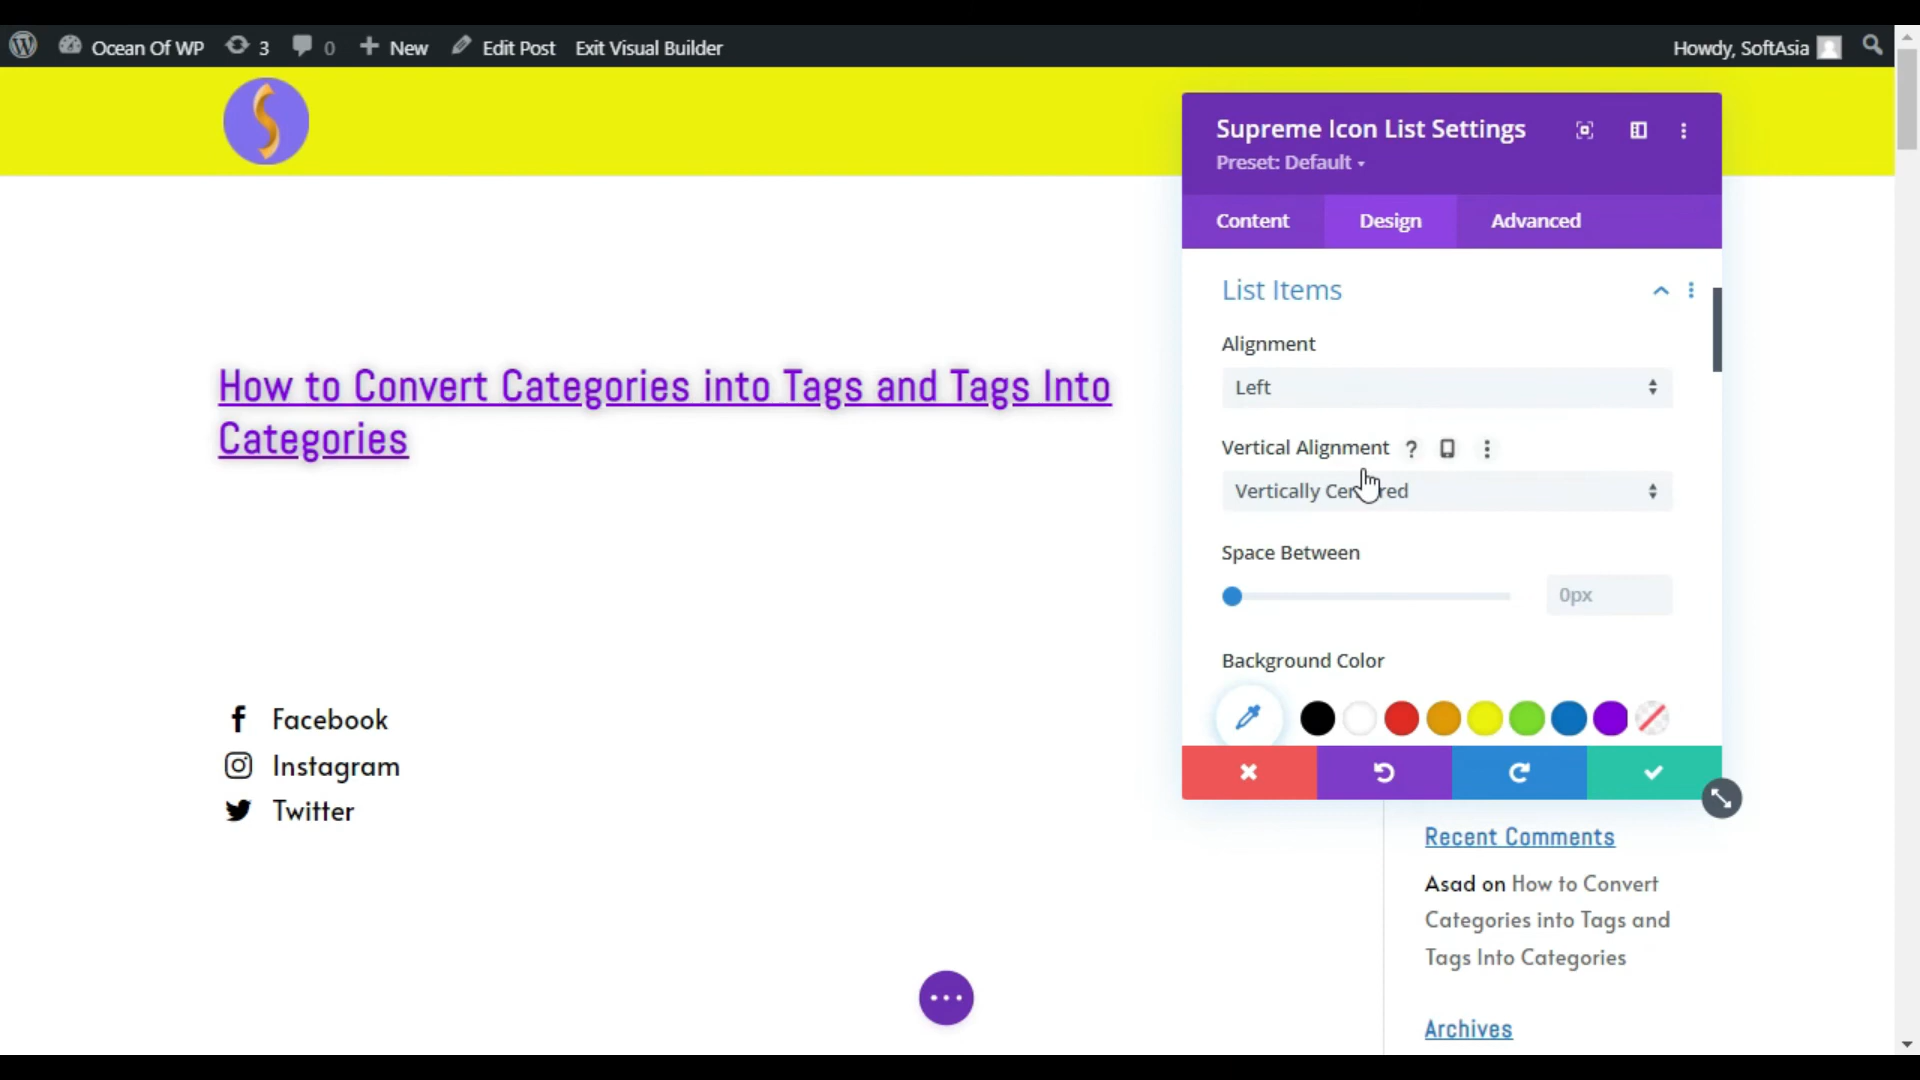 Ocean Of WP 3 0 New Edit Post Exit Visual Builder Howdy, SoftAsia
Supreme Icon List Settings
Preset: Default
Content Design Advanced
List Items
Alignment
Left
Vertical Alignment ?
Vertically Centered
Space Between
0px
Background Color
How to Convert Categories into Tags and Tags Into
Categories
Facebook
Instagram
Twitter
Recent Comments
Asad on How to Convert
Categories into Tags and
Tags Into Categories
Archives